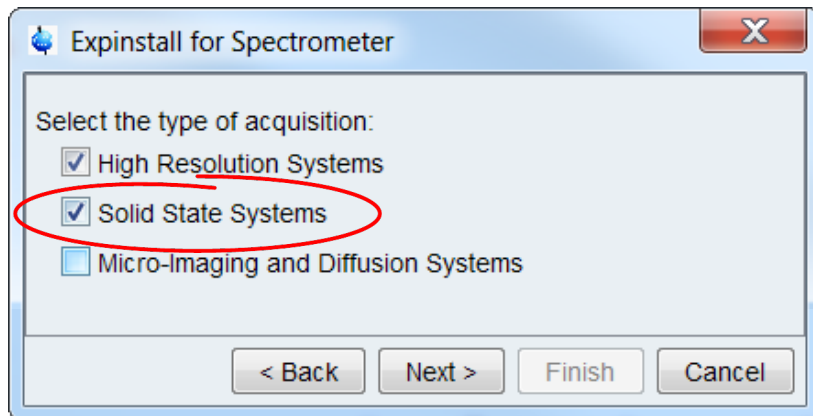 Expinstall for Spectrometer
Select the type of acquisition:
High Resolution Systems
Solid State Systems
Micro-Imaging and Diffusion Systems
< Back Next > Finish Cancel